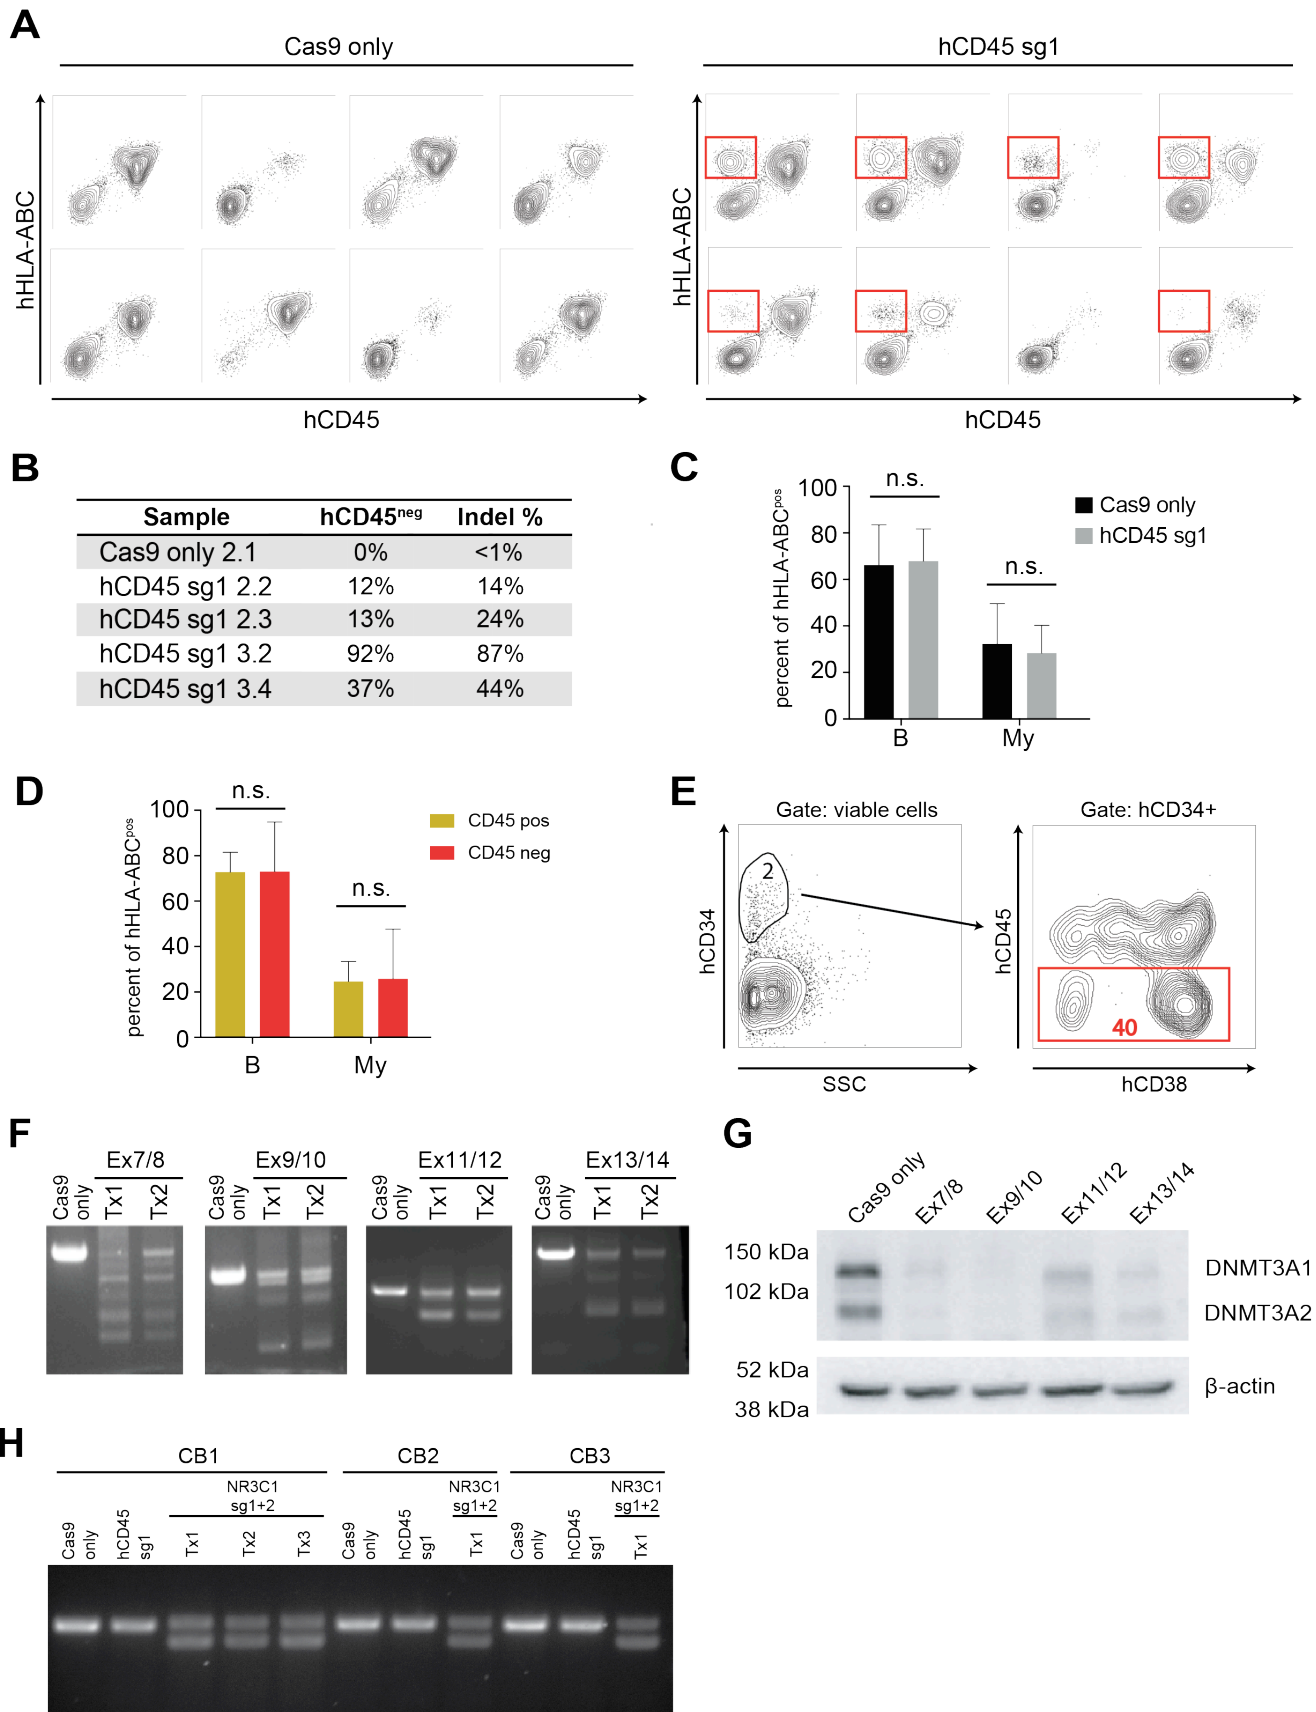 A
Cas9 only
hCD45 sg1
hHLA-ABC
hHLA-ABC
hCD45
hCD45
B
Sample hCD45neg Indel %
Cas9 only 2.1 0% <1%
hCD45 sg1 2.2 12% 14%
hCD45 sg1 2.3 13% 24%
hCD45 sg1 3.2 92% 87%
hCD45 sg1 3.4 37% 44%
C
percent of hHLA-ABCpos
100
80
60
40
20
0
n.s.
n.s.
B
My
Cas9 only
hCD45 sg1
D
percent of hHLA-ABCpos
100
80
60
40
20
0
n.s.
n.s.
B
My
CD45 pos
CD45 neg
E
Gate: viable cells
Gate: hCD34+
hCD34
2
SSC
hCD45
40
hCD38
F
Ex7/8
Ex9/10
Ex11/12
Ex13/14
Cas9
only
Tx1
Tx2
Cas9
only
Tx1
Tx2
Cas9
only
Tx1
Tx2
Cas9
only
Tx1
Tx2
G
Cas9 only
Ex7/8
Ex9/10
Ex11/12
Ex13/14
150 kDa
102 kDa
DNMT3A1
DNMT3A2
52 kDa
38 kDa
β-actin
H
CB1
CB2
CB3
NR3C1
sg1+2
NR3C1
sg1+2
NR3C1
sg1+2
Cas9
only
hCD45
sg1
Tx1
Tx2
Tx3
Cas9
only
hCD45
sg1
Tx1
Cas9
only
hCD45
sg1
Tx1